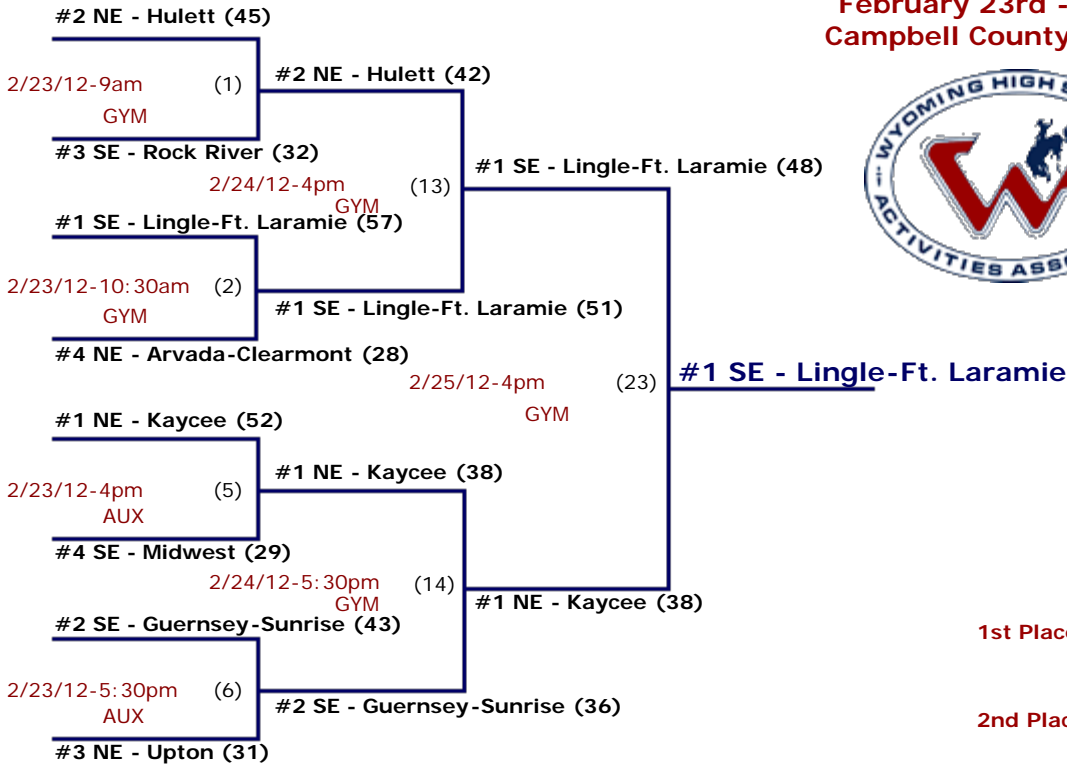 #2 NE - Hulett (45)
February 23rd -
Campbell County
2/23/12-9am (1)
GYM
#2 NE - Hulett (42)
#3 SE - Rock River (32)
2/24/12-4pm (13)
GYM
#1 SE - Lingle-Ft. Laramie (48)
#1 SE - Lingle-Ft. Laramie (57)
2/23/12-10:30am (2)
GYM
#1 SE - Lingle-Ft. Laramie (51)
#4 NE - Arvada-Clearmont (28)
2/25/12-4pm (23)
GYM
#1 SE - Lingle-Ft. Laramie
#1 NE - Kaycee (52)
2/23/12-4pm (5)
AUX
#1 NE - Kaycee (38)
#4 SE - Midwest (29)
2/24/12-5:30pm (14)
GYM
#1 NE - Kaycee (38)
#2 SE - Guernsey-Sunrise (43)
2/23/12-5:30pm (6)
AUX
#2 SE - Guernsey-Sunrise (36)
#3 NE - Upton (31)
WYOMING HIGH
W
ACTIVITIES
1st Place
2nd